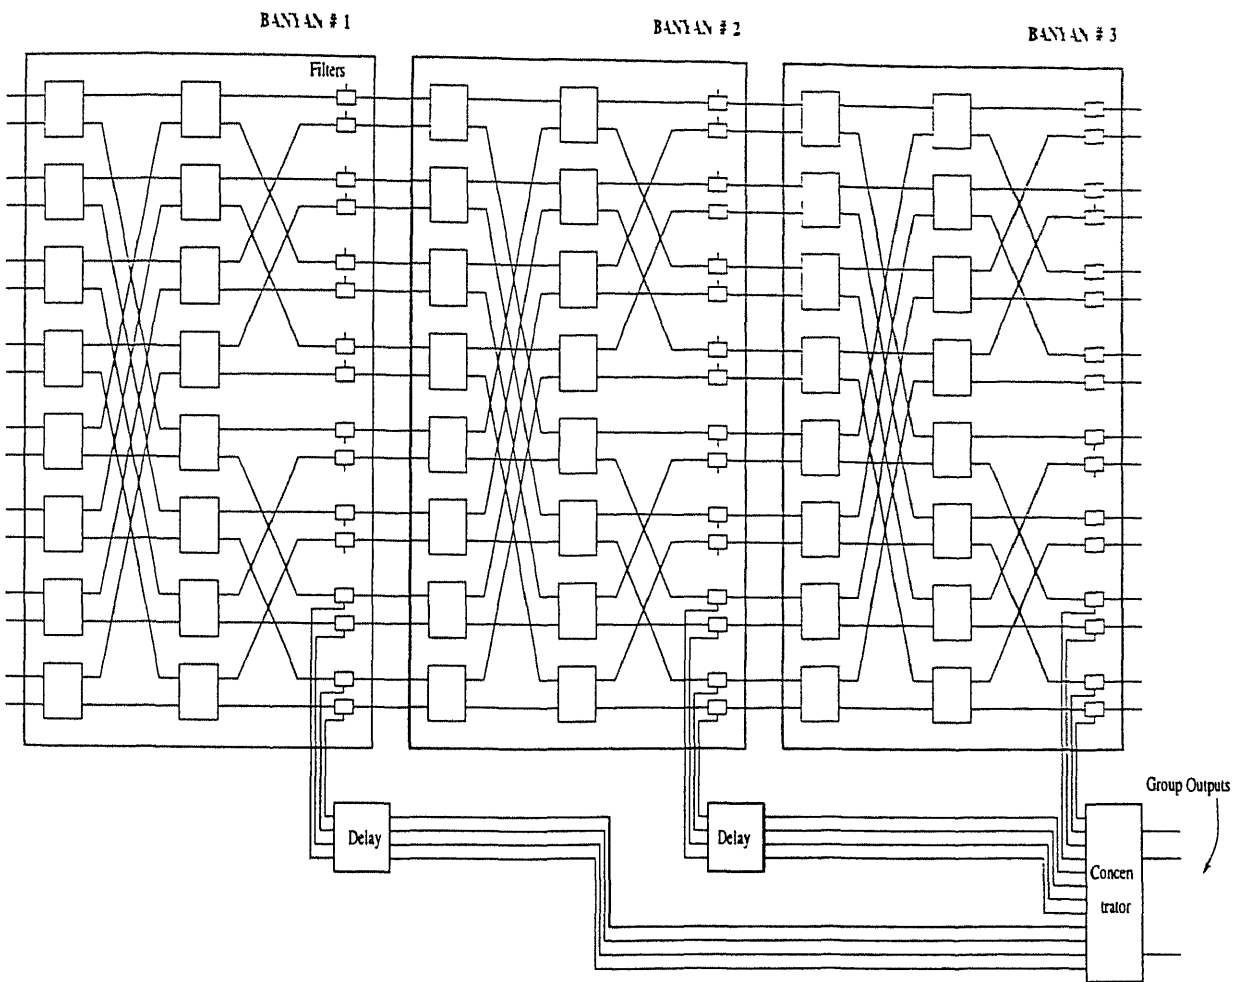 BANYAN # 1
BANYAN # 2
BANYAN # 3
Filters
Group Outputs
Delay
Delay
Concen
trator